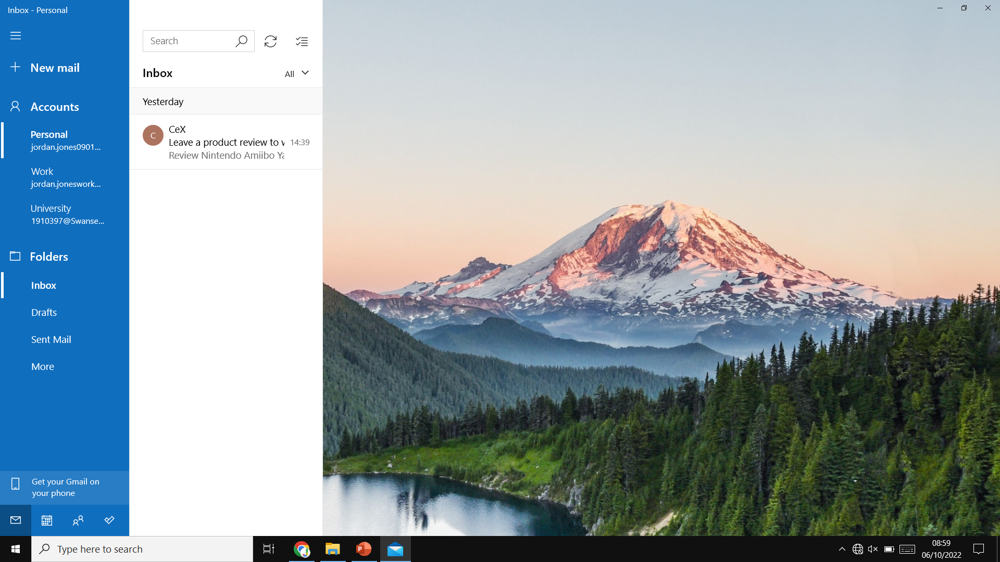 Inbox - Personal
Search
New mail
Inbox
All
Yesterday
Accounts
CeX
Leave a product review to
14:39
Review Nintendo Amiibo
Personal
jordan.jones0901...
Work
jordan.joneswork...
University
1910397@Swanse...
Folders
Inbox
Drafts
Sent Mail
More
Get your Gmail on
your phone
Type here to search
08:59
06/10/2022